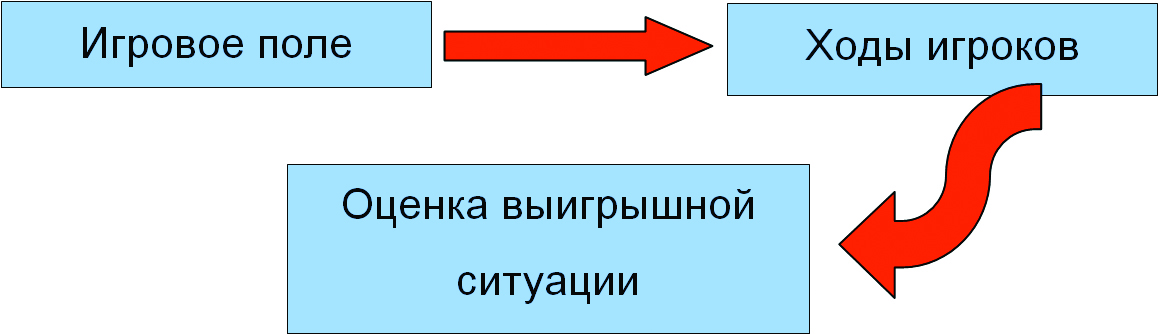 Игровое поле
Ходы игроков
Оценка выигрышной
ситуации